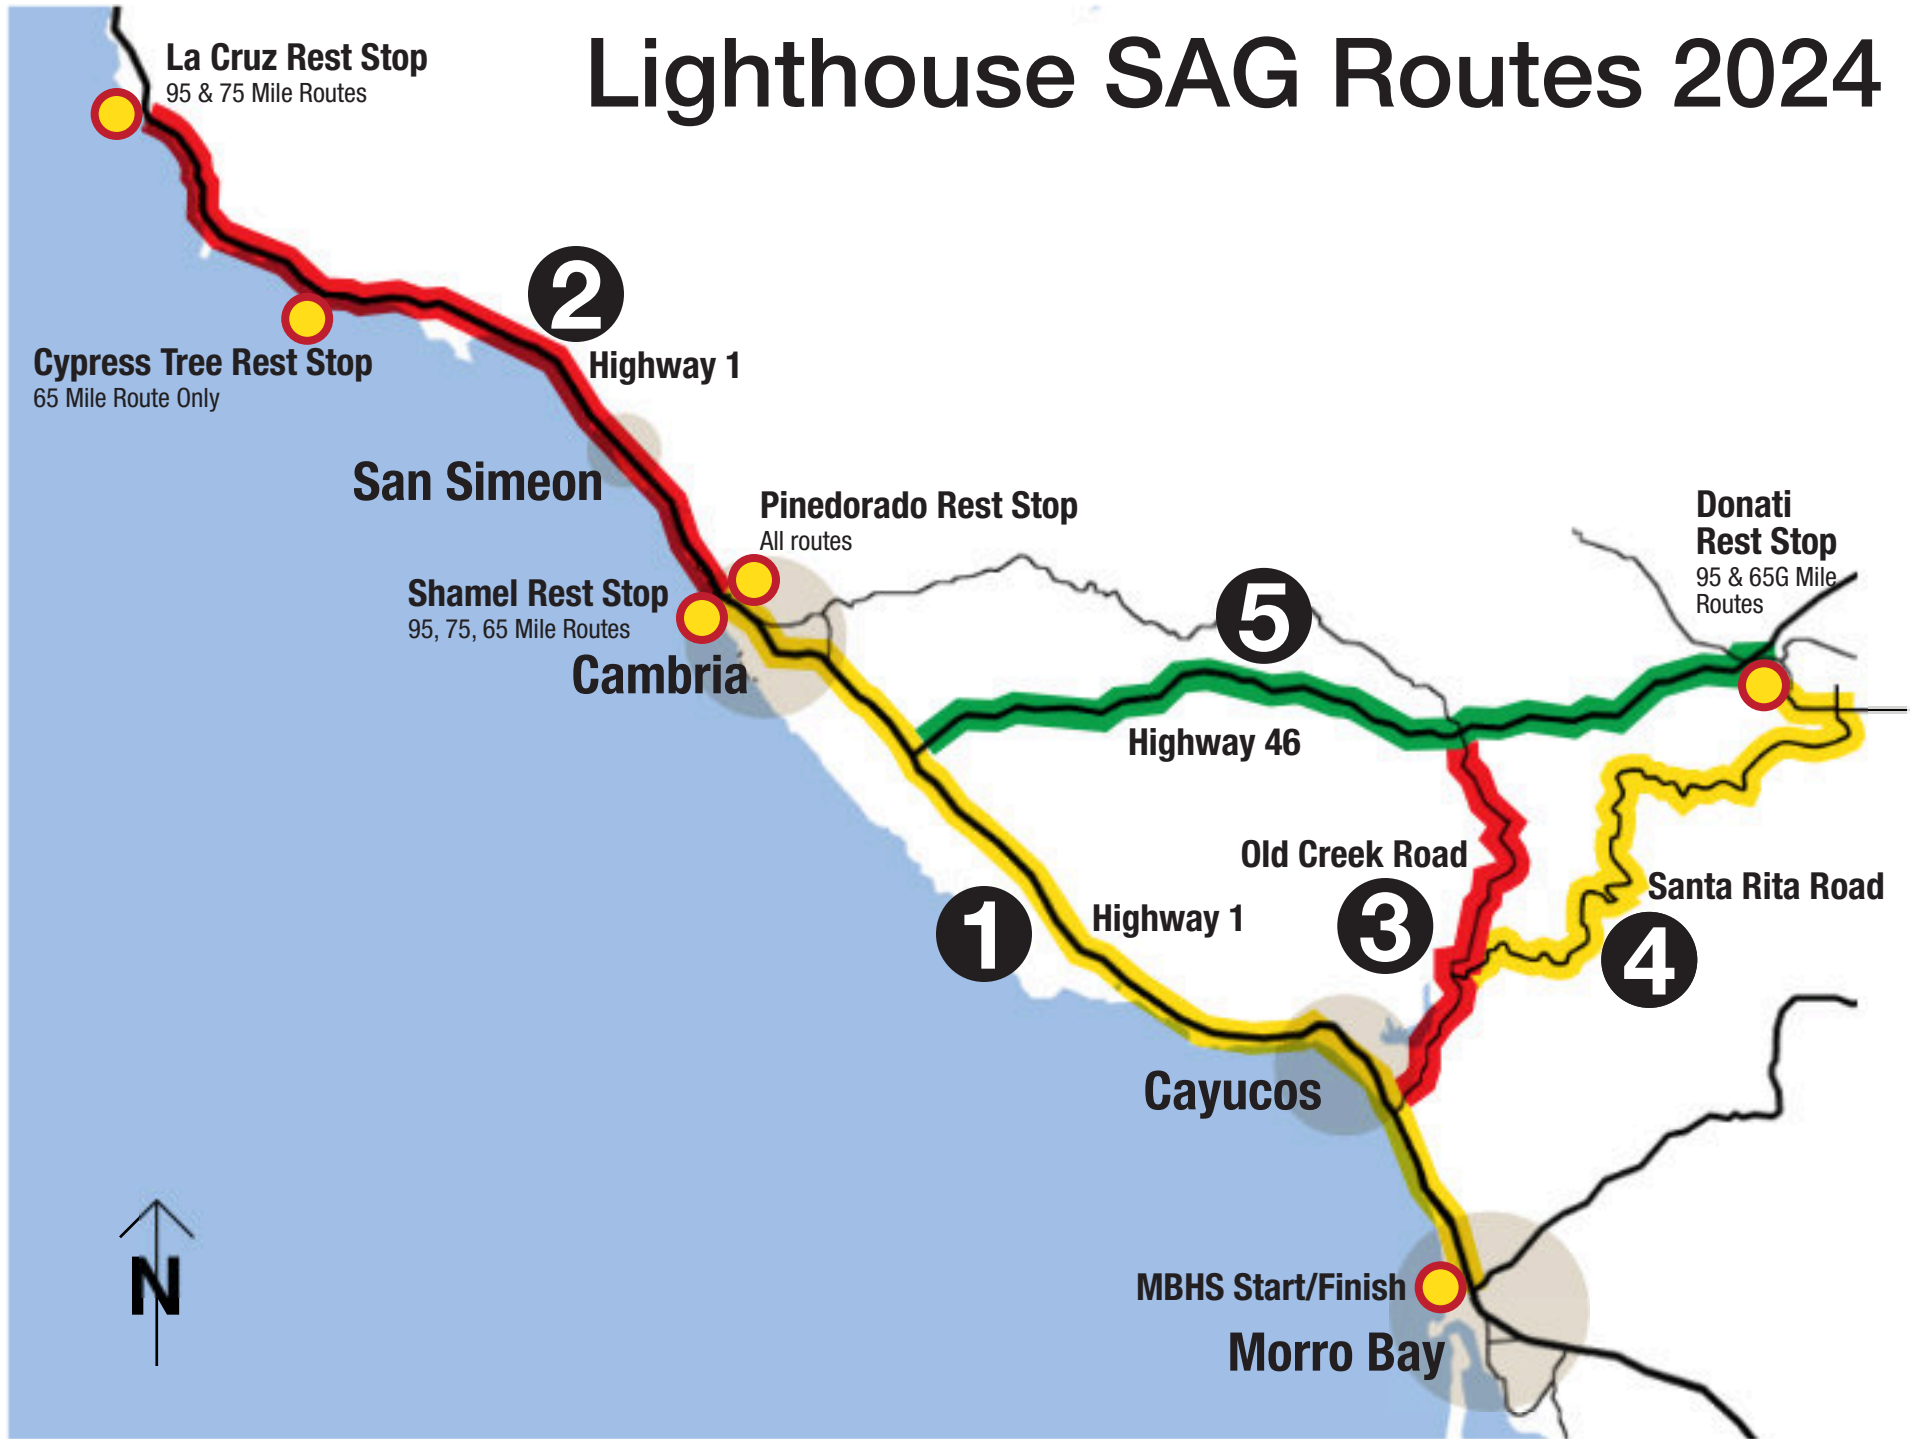 Lighthouse SAG Routes 2024
La Cruz Rest Stop
95 & 75 Mile Routes
2
Highway 1
Cypress Tree Rest Stop
65 Mile Route Only
San Simeon
Pinedorado Rest Stop
All routes
Donati
Rest Stop
95 & 65G Mile
Routes
Shamel Rest Stop
95, 75, 65 Mile Routes
Cambria
5
Highway 46
Old Creek Road
3
Santa Rita Road
4
1
Highway 1
Cayucos
N
MBHS Start/Finish
Morro Bay